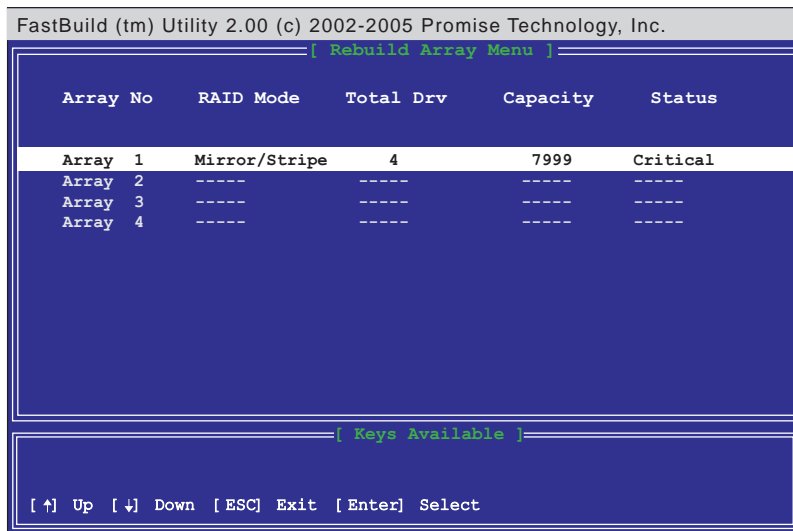 FastBuild (tm) Utility 2.00 (c) 2002-2005 Promise Technology, Inc.
[ Rebuild Array Menu ]
Array No RAID Mode Total Drv Capacity Status
Array 1 Mirror/Stripe 4 7999 Critical
Array 2 ----- ----- ----- -----
Array 3 ----- ----- ----- -----
Array 4 ----- ----- ----- -----
[ Keys Available ]
[↑] Up [↓] Down [ESC] Exit [Enter] Select